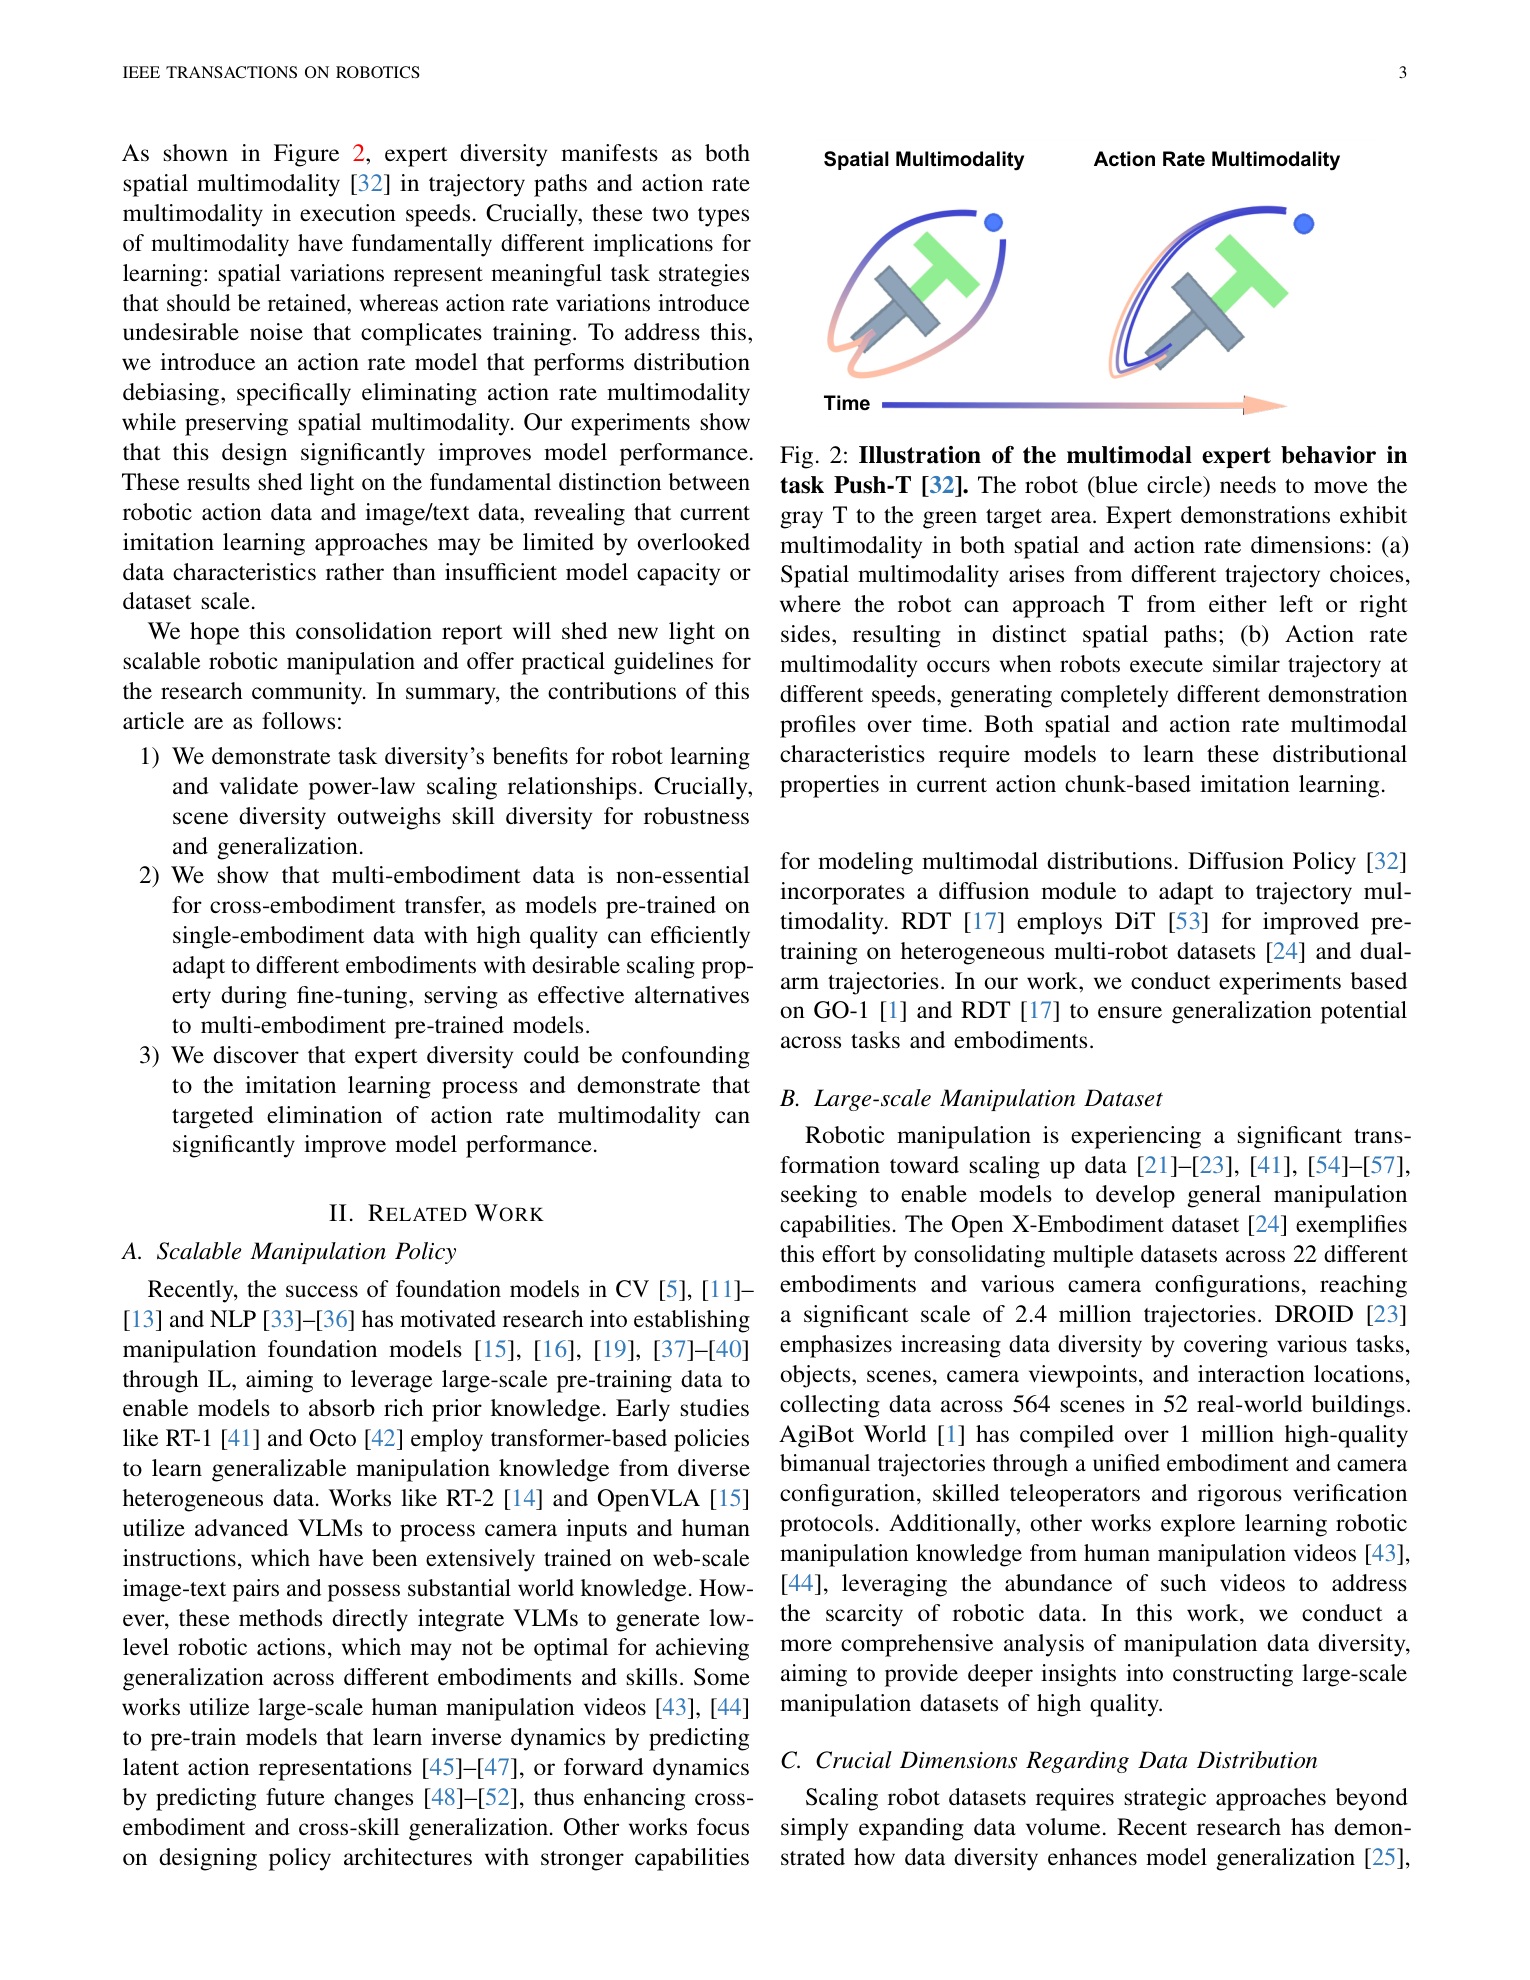 IEEE TRANSACTIONS ON ROBOTICS
3
As shown in Figure 2, expert diversity manifests as both
spatial multimodality [32] in trajectory paths and action rate
multimodality in execution speeds. Crucially, these two types
of multimodality have fundamentally different implications for
learning: spatial variations represent meaningful task strategies
that should be retained, whereas action rate variations introduce
undesirable noise that complicates training. To address this,
we introduce an action rate model that performs distribution
debiasing, specifically eliminating action rate multimodality
while preserving spatial multimodality. Our experiments show
that this design significantly improves model performance.
These results shed light on the fundamental distinction between
robotic action data and image/text data, revealing that current
imitation learning approaches may be limited by overlooked
data characteristics rather than insufficient model capacity or
dataset scale.
We hope this consolidation report will shed new light on
scalable robotic manipulation and offer practical guidelines for
the research community. In summary, the contributions of this
article are as follows:
1) We demonstrate task diversity's benefits for robot learning
and validate power-law scaling relationships. Crucially,
scene diversity outweighs skill diversity for robustness
and generalization.
2) We show that multi-embodiment data is non-essential
for cross-embodiment transfer, as models pre-trained on
single-embodiment data with high quality can efficiently
adapt to different embodiments with desirable scaling prop-
erty during fine-tuning, serving as effective alternatives
to multi-embodiment pre-trained models.
3) We discover that expert diversity could be confounding
to the imitation learning process and demonstrate that
targeted elimination of action rate multimodality can
significantly improve model performance.
II. RELATED WORK
A. Scalable Manipulation Policy
Recently, the success of foundation models in CV [5], [11]–
[13] and NLP [33]–[36] has motivated research into establishing
manipulation foundation models [15], [16], [19], [37]–[40]
through IL, aiming to leverage large-scale pre-training data to
enable models to absorb rich prior knowledge. Early studies
like RT-1 [41] and Octo [42] employ transformer-based policies
to learn generalizable manipulation knowledge from diverse
heterogeneous data. Works like RT-2 [14] and OpenVLA [15]
utilize advanced VLMs to process camera inputs and human
instructions, which have been extensively trained on web-scale
image-text pairs and possess substantial world knowledge. How-
ever, these methods directly integrate VLMs to generate low-
level robotic actions, which may not be optimal for achieving
generalization across different embodiments and skills. Some
works utilize large-scale human manipulation videos [43], [44]
to pre-train models that learn inverse dynamics by predicting
latent action representations [45]–[47], or forward dynamics
by predicting future changes [48]–[52], thus enhancing cross-
embodiment and cross-skill generalization. Other works focus
on designing policy architectures with stronger capabilities
Spatial Multimodality
Action Rate Multimodality
Time
Fig. 2: Illustration of the multimodal expert behavior in
task Push-T [32]. The robot (blue circle) needs to move the
gray T to the green target area. Expert demonstrations exhibit
multimodality in both spatial and action rate dimensions: (a)
Spatial multimodality arises from different trajectory choices,
where the robot can approach T from either left or right
sides, resulting in distinct spatial paths; (b) Action rate
multimodality occurs when robots execute similar trajectory at
different speeds, generating completely different demonstration
profiles over time. Both spatial and action rate multimodal
characteristics require models to learn these distributional
properties in current action chunk-based imitation learning.
for modeling multimodal distributions. Diffusion Policy [32]
incorporates a diffusion module to adapt to trajectory mul-
timodality. RDT [17] employs DiT [53] for improved pre-
training on heterogeneous multi-robot datasets [24] and dual-
arm trajectories. In our work, we conduct experiments based
on GO-1 [1] and RDT [17] to ensure generalization potential
across tasks and embodiments.
B. Large-scale Manipulation Dataset
Robotic manipulation is experiencing a significant trans-
formation toward scaling up data [21]–[23], [41], [54]–[57],
seeking to enable models to develop general manipulation
capabilities. The Open X-Embodiment dataset [24] exemplifies
this effort by consolidating multiple datasets across 22 different
embodiments and various camera configurations, reaching
a significant scale of 2.4 million trajectories. DROID [23]
emphasizes increasing data diversity by covering various tasks,
objects, scenes, camera viewpoints, and interaction locations,
collecting data across 564 scenes in 52 real-world buildings.
AgiBot World [1] has compiled over 1 million high-quality
bimanual trajectories through a unified embodiment and camera
configuration, skilled teleoperators and rigorous verification
protocols. Additionally, other works explore learning robotic
manipulation knowledge from human manipulation videos [43],
[44], leveraging the abundance of such videos to address
the scarcity of robotic data. In this work, we conduct a
more comprehensive analysis of manipulation data diversity,
aiming to provide deeper insights into constructing large-scale
manipulation datasets of high quality.
C. Crucial Dimensions Regarding Data Distribution
Scaling robot datasets requires strategic approaches beyond
simply expanding data volume. Recent research has demon-
strated how data diversity enhances model generalization [25],